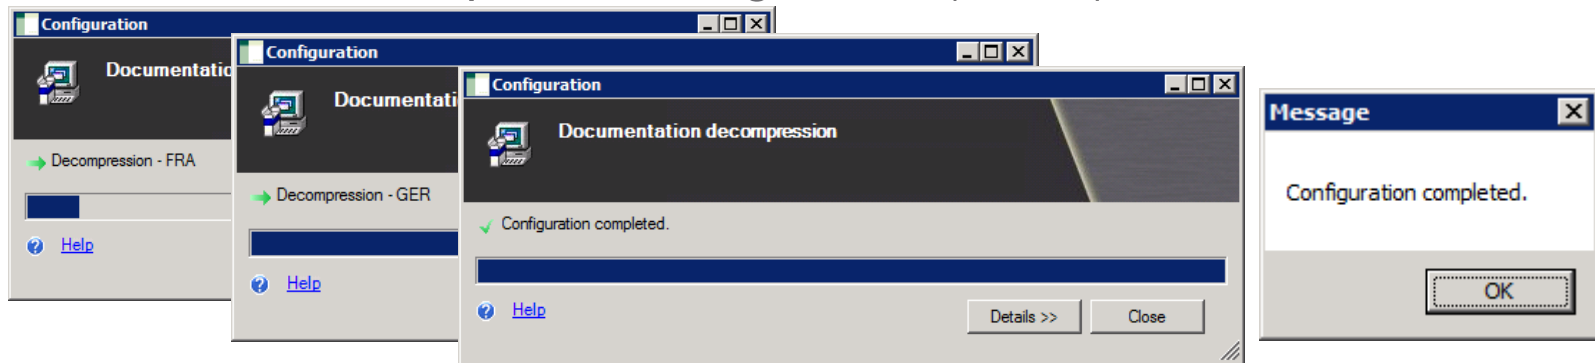 Configuration
Documentatio
Decompression - FRA
Help
Configuration
Documentati
Decompression - GER
Help
Configuration
Documentation decompression
Configuration completed.
Help
Details >>
Close
Message
Configuration completed.
OK